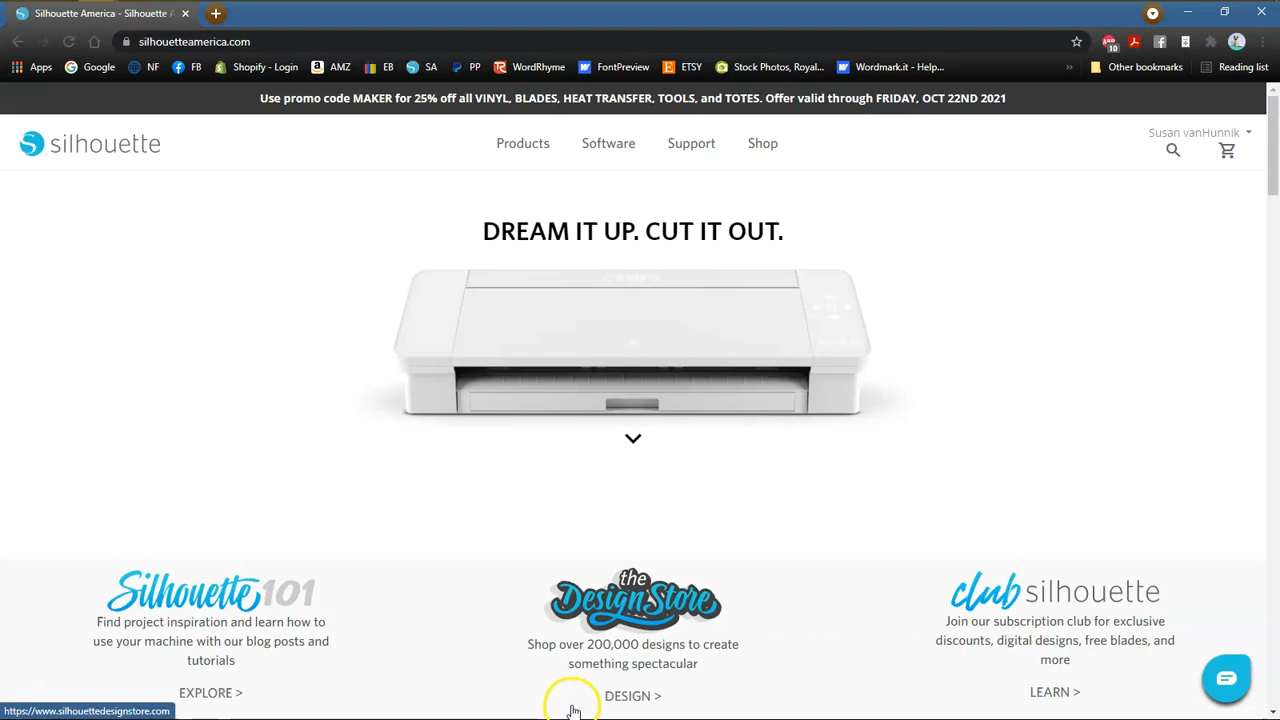 Silhouette America - Silhouette A
silhouetteamerica.com
10
Apps
Google
NF
FB
Shopify - Login
AMZ
EB
SA
PP
WordRhyme
FontPreview
ETSY
Stock Photos, Royal...
Wordmark.it - Help...
»
Other bookmarks
Reading list
Use promo code MAKER for 25% off all VINYL, BLADES, HEAT TRANSFER, TOOLS, and TOTES. Offer valid through FRIDAY, OCT 22ND 2021
silhouette
Products
Software
Support
Shop
Susan vanHunnik
DREAM IT UP. CUT IT OUT.
Silhouette 101
Find project inspiration and learn how to
use your machine with our blog posts and
tutorials
EXPLORE >
the
Design Store
Shop over 200,000 designs to create
something spectacular
DESIGN >
club silhouette
Join our subscription club for exclusive
discounts, digital designs, free blades, and
more
LEARN >
https://www.silhouettedesignstore.com